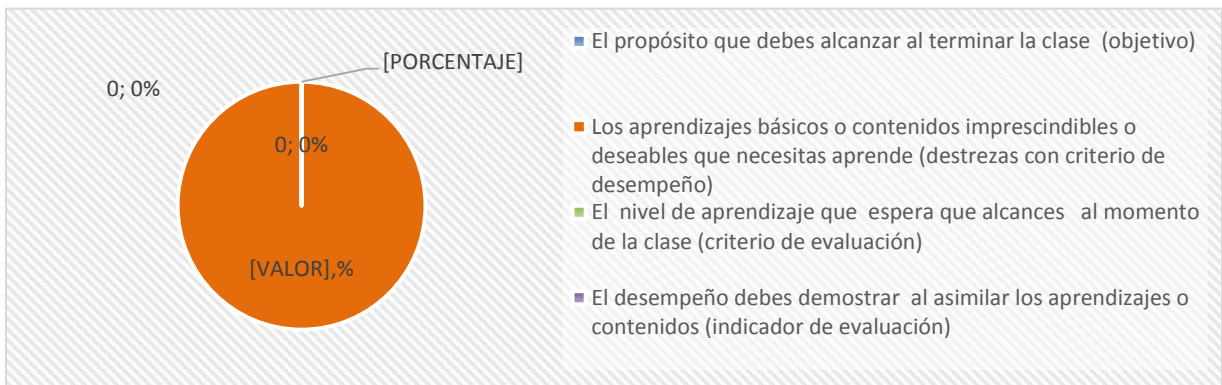 [PORCENTAJE]
0; 0%
0; 0%
[VALOR],%
El propósito que debes alcanzar al terminar la clase (objetivo)
Los aprendizajes básicos o contenidos imprescindibles o
deseables que necesitas aprende (destrezas con criterio de
desempeño)
El nivel de aprendizaje que espera que alcances al momento
de la clase (criterio de evaluación)
El desempeño debes demostrar al asimilar los aprendizajes o
contenidos (indicador de evaluación)